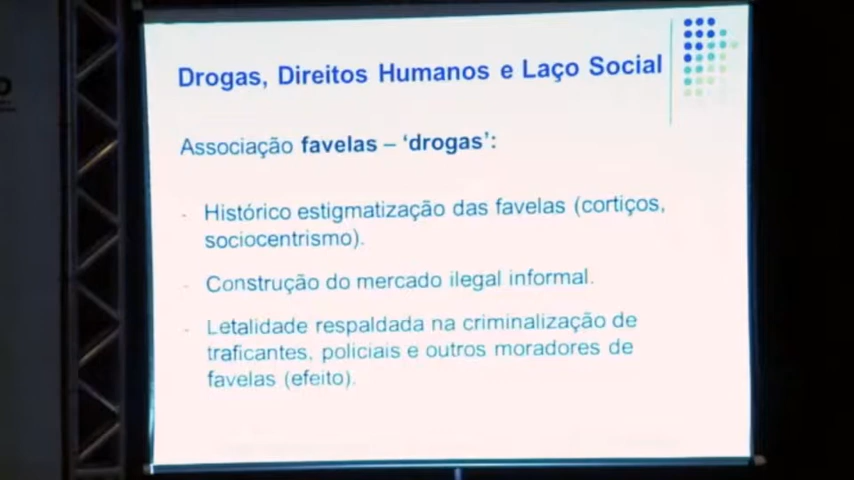 Drogas, Direitos Humanos e Laço Social
Associação favelas – ‘drogas’:
- Histórico estigmatização das favelas (cortiços,
sociocentrismo).
- Construção do mercado ilegal informal.
- Letalidade respaldada na criminalização de
traficantes, policiais e outros moradores de
favelas (efeito).